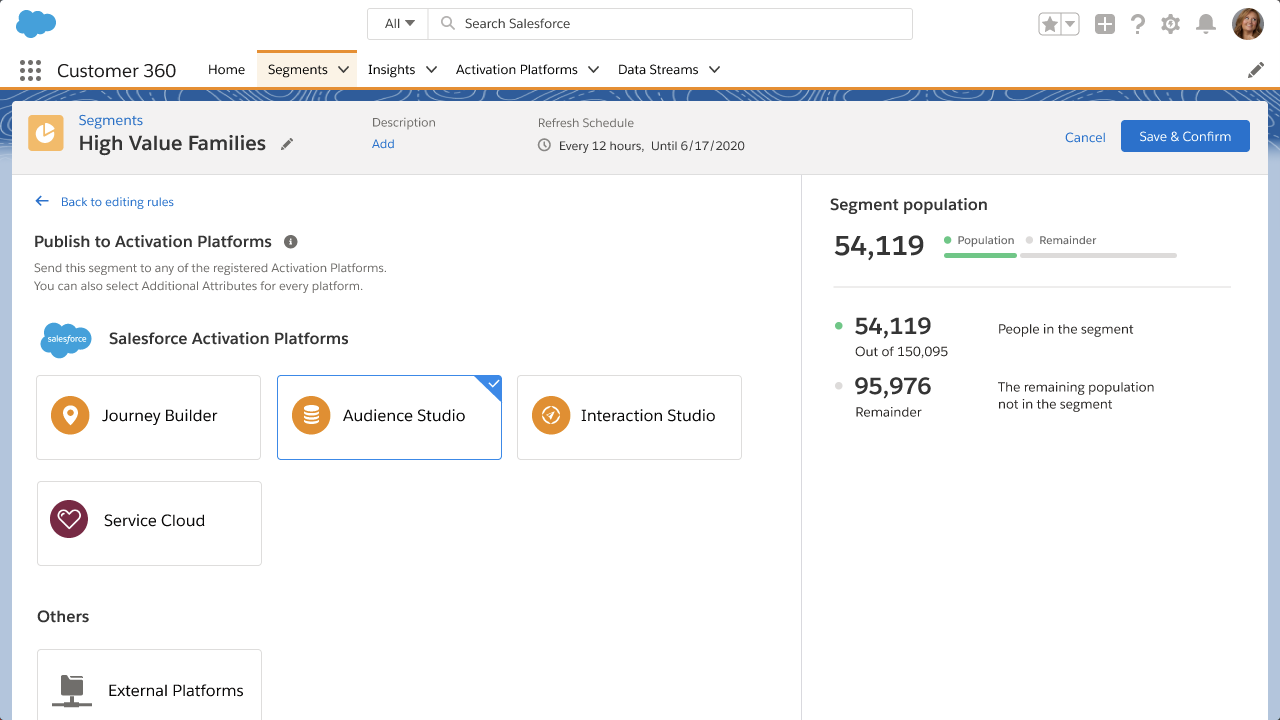 All
Search Salesforce
Customer 360
Home
Segments
Insights
Activation Platforms
Data Streams
Segments
High Value Families
Description
Add
Refresh Schedule
Every 12 hours, Until 6/17/2020
Cancel
Save & Confirm
Back to editing rules
Publish to Activation Platforms
Send this segment to any of the registered Activation Platforms.
You can also select Additional Attributes for every platform.
salesforce
Salesforce Activation Platforms
Journey Builder
Audience Studio
Interaction Studio
Service Cloud
Others
External Platforms
Segment population
54,119
Population
Remainder
54,119
Out of 150,095
People in the segment
95,976
Remainder
The remaining population
not in the segment